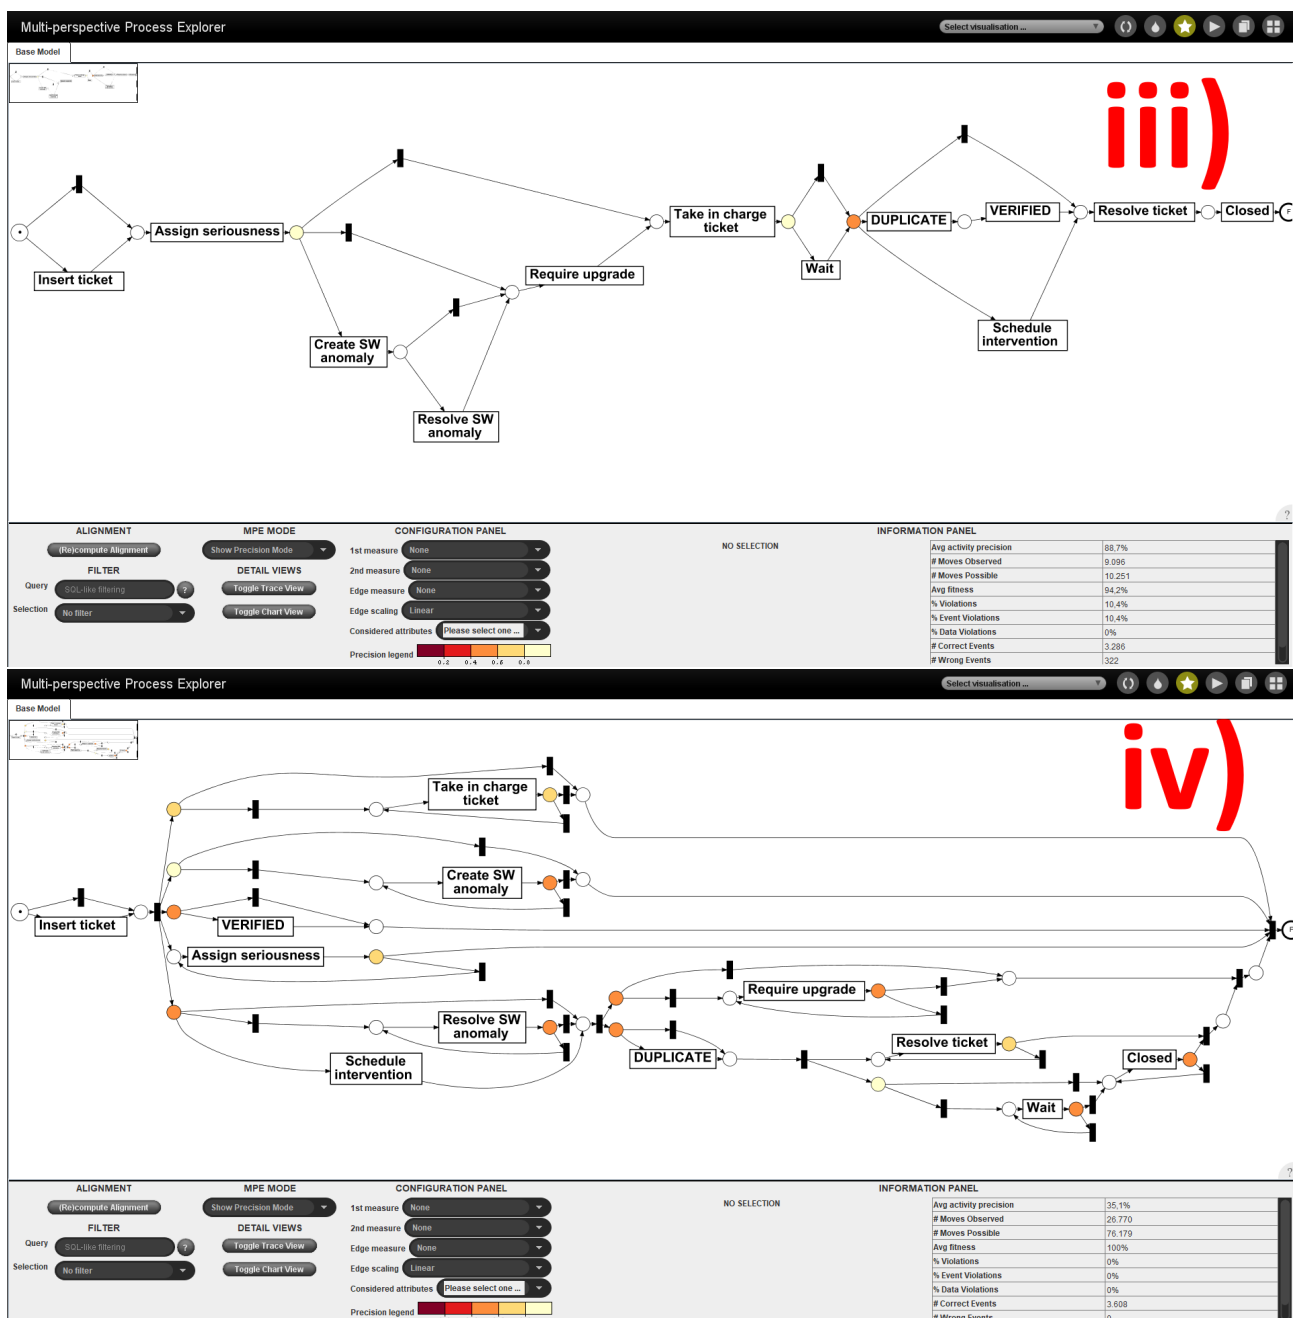 Multi-perspective Process Explorer
Select visualisation ...
Base Model
iii)
Take in charge
ticket
DUPLICATE
VERIFIED
Resolve ticket
Closed
F
Assign seriousness
Insert ticket
Require upgrade
Wait
Create SW
anomaly
Schedule
intervention
Resolve SW
anomaly
?
ALIGNMENT
(Re)compute Alignment
FILTER
Query
SQL-like filtering
?
Selection
No filter
MPE MODE
Show Precision Mode
DETAIL VIEWS
Toggle Trace View
Toggle Chart View
CONFIGURATION PANEL
1st measure None
2nd measure None
Edge measure None
Edge scaling Linear
Considered attributes Please select one ...
Precision legend
0.2 0.4 0.6 0.8
NO SELECTION
INFORMATION PANEL
Avg activity precision 88,7%
# Moves Observed 9.096
# Moves Possible 10.251
Avg fitness 94,2%
% Violations 10,4%
% Event Violations 10,4%
% Data Violations 0%
# Correct Events 3.286
# Wrong Events 322
Multi-perspective Process Explorer
Select visualisation ...
Base Model
iv)
Take in charge
ticket
Create SW
anomaly
Insert ticket
VERIFIED
F
Assign seriousness
Require upgrade
Resolve SW
anomaly
Resolve ticket
DUPLICATE
Closed
Schedule
intervention
Wait
?
ALIGNMENT
(Re)compute Alignment
FILTER
Query
SQL-like filtering
?
Selection
No filter
MPE MODE
Show Precision Mode
DETAIL VIEWS
Toggle Trace View
Toggle Chart View
CONFIGURATION PANEL
1st measure None
2nd measure None
Edge measure None
Edge scaling Linear
Considered attributes Please select one ...
Precision legend
NO SELECTION
INFORMATION PANEL
Avg activity precision 35,1%
# Moves Observed 26.770
# Moves Possible 76.179
Avg fitness 100%
% Violations 0%
% Event Violations 0%
% Data Violations 0%
# Correct Events 3.608
# Wrong Events 0